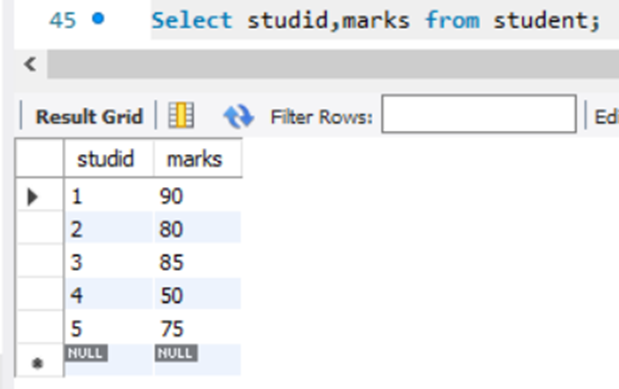 45 Select studid,marks from student;
Result Grid Filter Rows: Edi
studid marks
1 90
2 80
3 85
4 50
5 75
NULL NULL